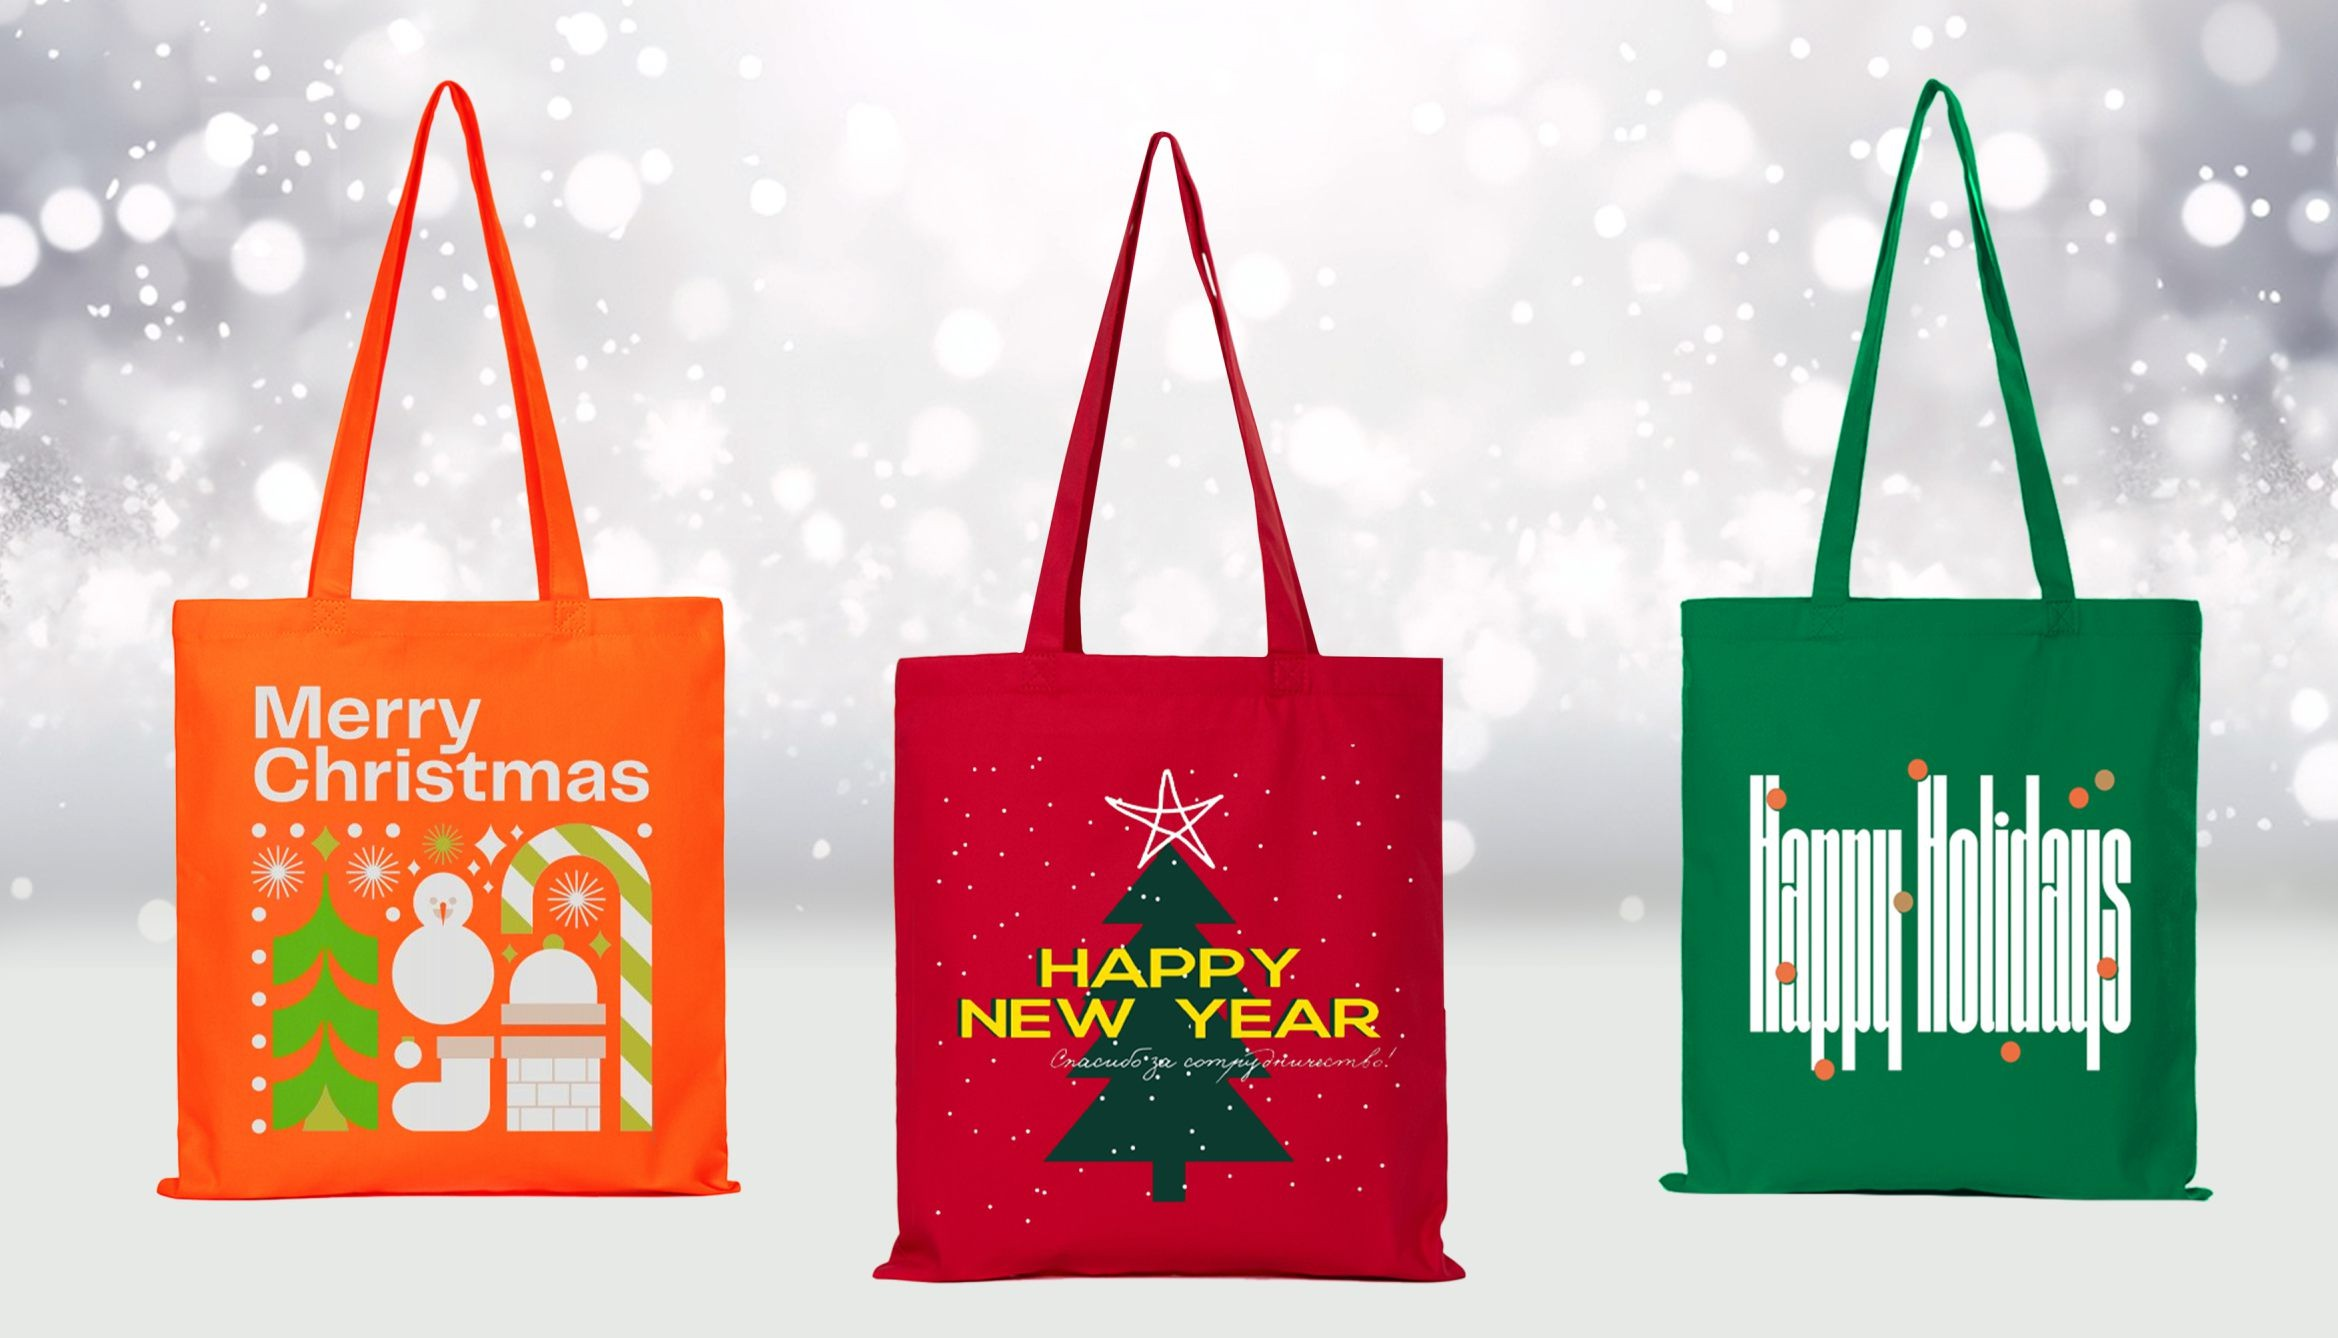 Merry
Christmas
HAPPY
NEW YEAR
Спасибо за сотрудничество!
Happy Holidays